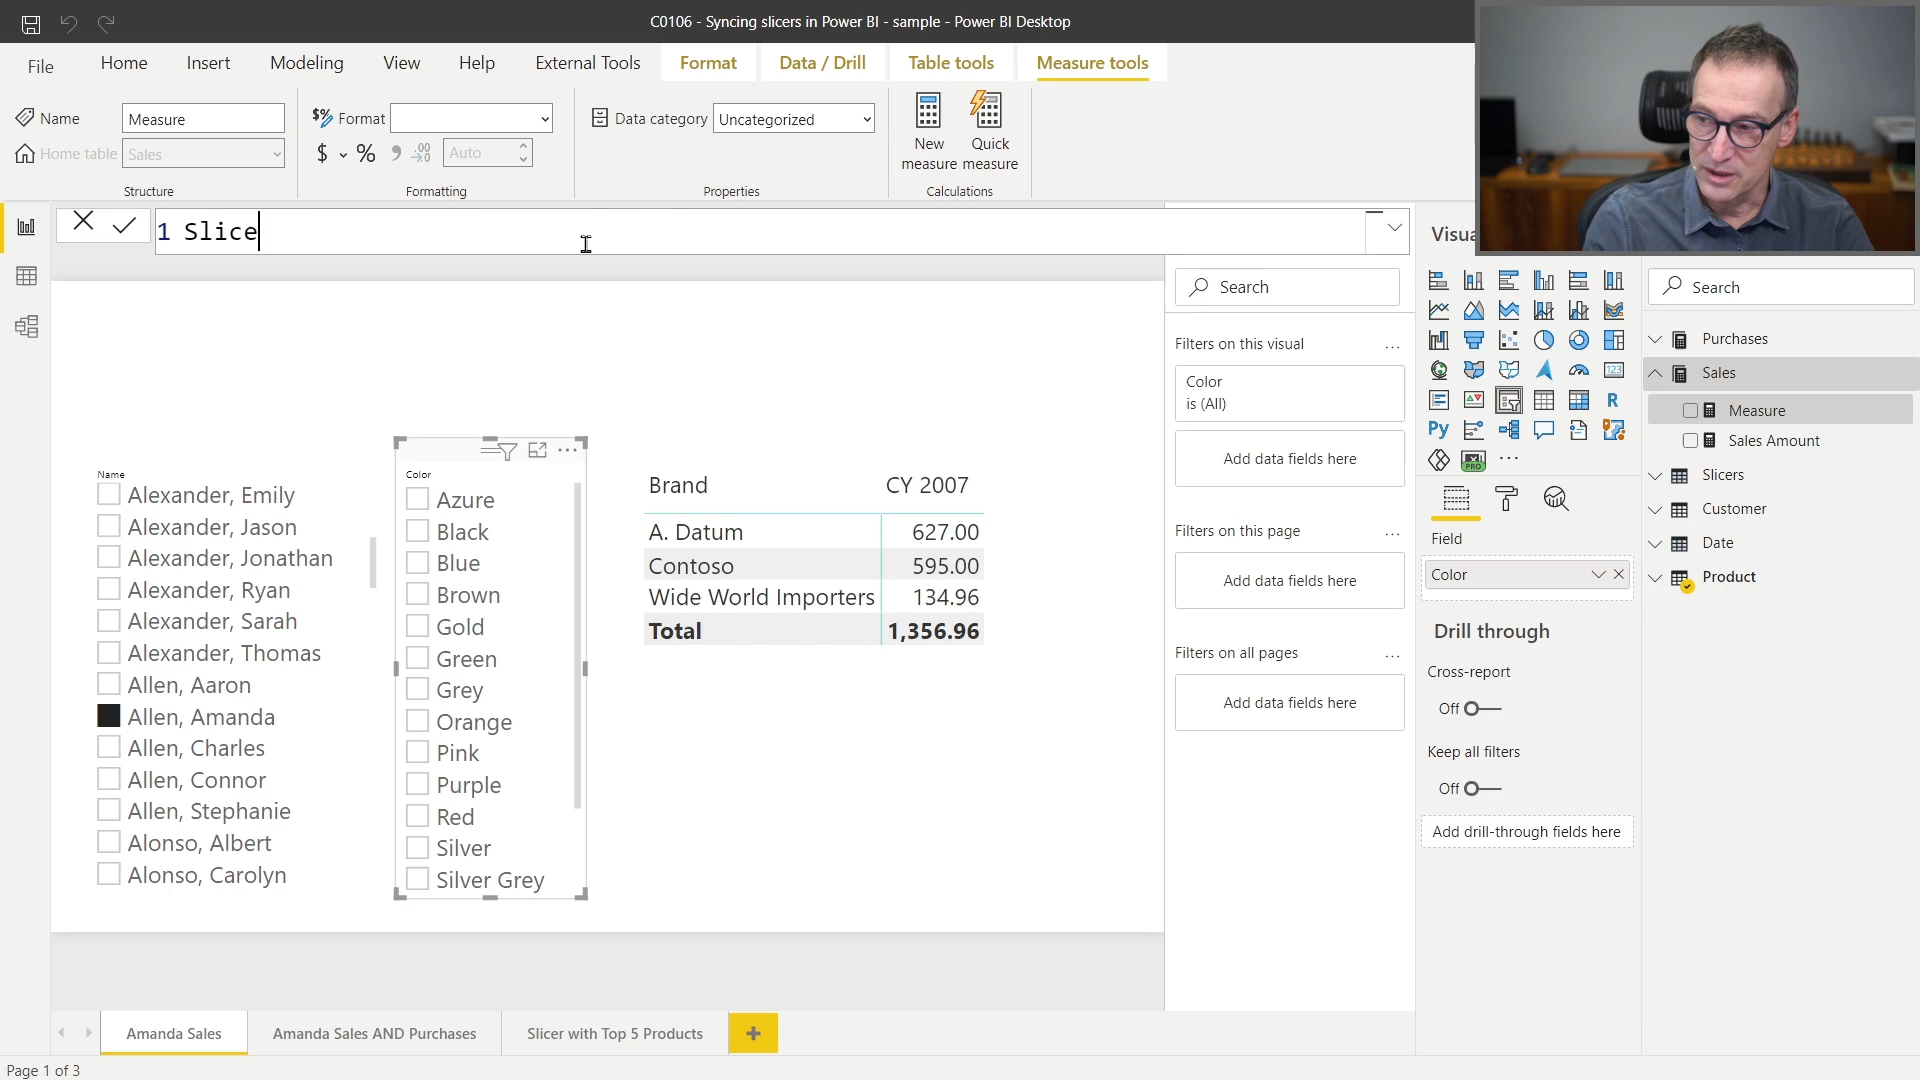 C0106 - Syncing slicers in Power BI - sample - Power BI Desktop
File
Home
Insert
Modeling
View
Help
External Tools
Format
Data / Drill
Table tools
Measure tools
Name
Measure
Home table
Sales
Structure
Format
Auto
Formatting
Data category
Uncategorized
Properties
New measure
Quick measure
Calculations
1 Slice
Name
Alexander, Emily
Alexander, Jason
Alexander, Jonathan
Alexander, Ryan
Alexander, Sarah
Alexander, Thomas
Allen, Aaron
Allen, Amanda
Allen, Charles
Allen, Connor
Allen, Stephanie
Alonso, Albert
Alonso, Carolyn
Color
Azure
Black
Blue
Brown
Gold
Green
Grey
Orange
Pink
Purple
Red
Silver
Silver Grey
Brand CY 2007
A. Datum 627.00
Contoso 595.00
Wide World Importers 134.96
Total 1,356.96
Search
Filters on this visual
Color
is (All)
Add data fields here
Filters on this page
Add data fields here
Filters on all pages
Add data fields here
Field
Color
Drill through
Cross-report
Off
Keep all filters
Off
Add drill-through fields here
Search
Purchases
Sales
Measure
Sales Amount
Slicers
Customer
Date
Product
Amanda Sales
Amanda Sales AND Purchases
Slicer with Top 5 Products
Page 1 of 3